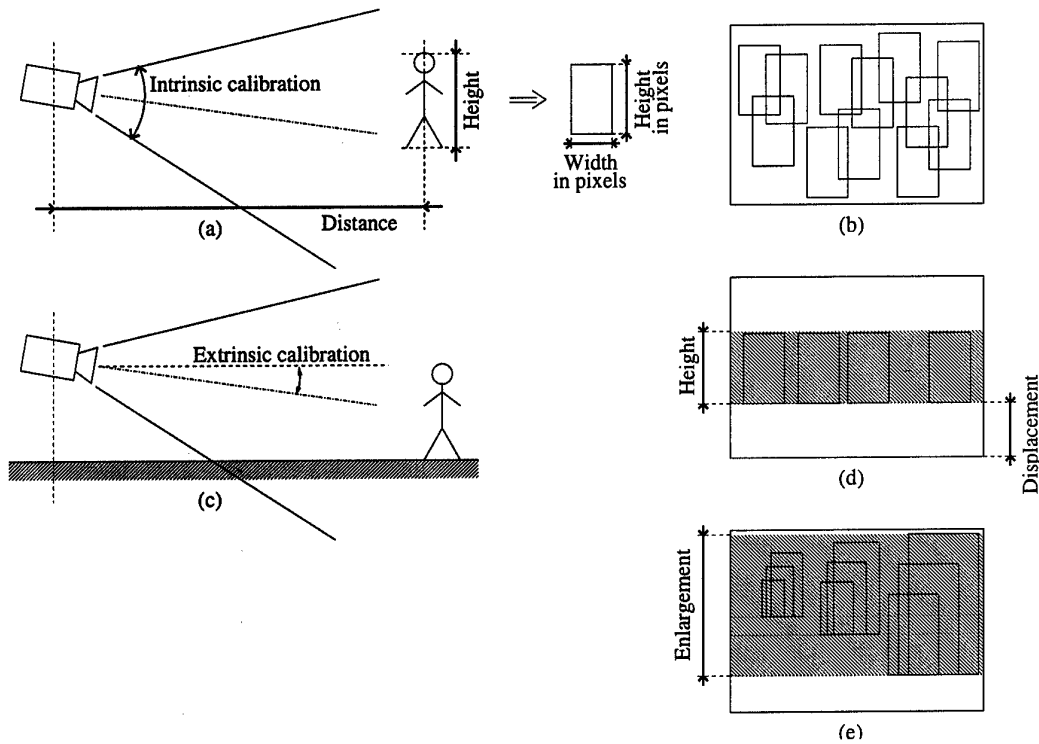 Intrinsic calibration
Height
Height
in pixels
Width
in pixels
Distance
(a)
(b)
Extrinsic calibration
(c)
Height
Displacement
(d)
Enlargement
(e)